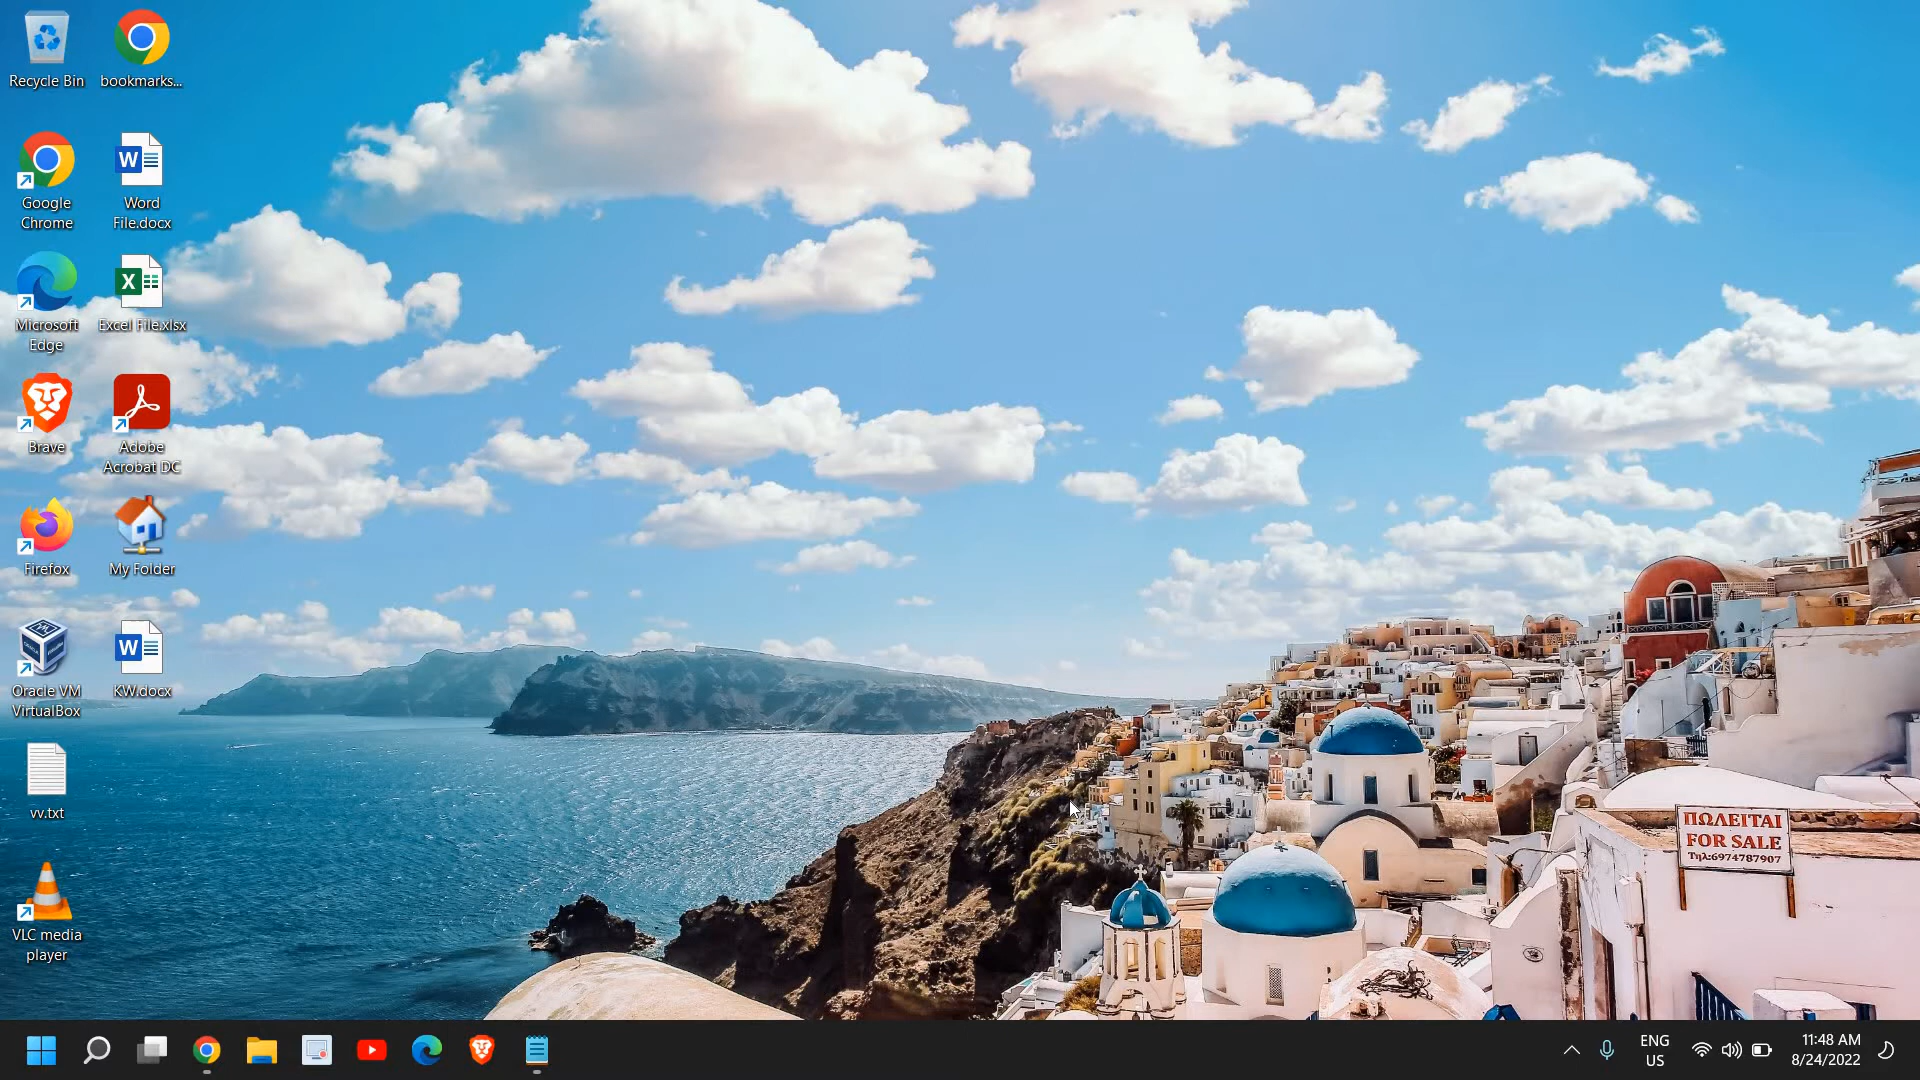 Recycle Bin
bookmarks...
Google
Chrome
Word
File.docx
Microsoft
Edge
Excel File.xlsx
Brave
Adobe
Acrobat DC
Firefox
My Folder
Oracle VM
VirtualBox
KW.docx
vv.txt
VLC media
player
ΠΩΛΕΙΤΑΙ
FOR SALE
Τηλ:6974787907
ENG
US
11:48 AM
8/24/2022